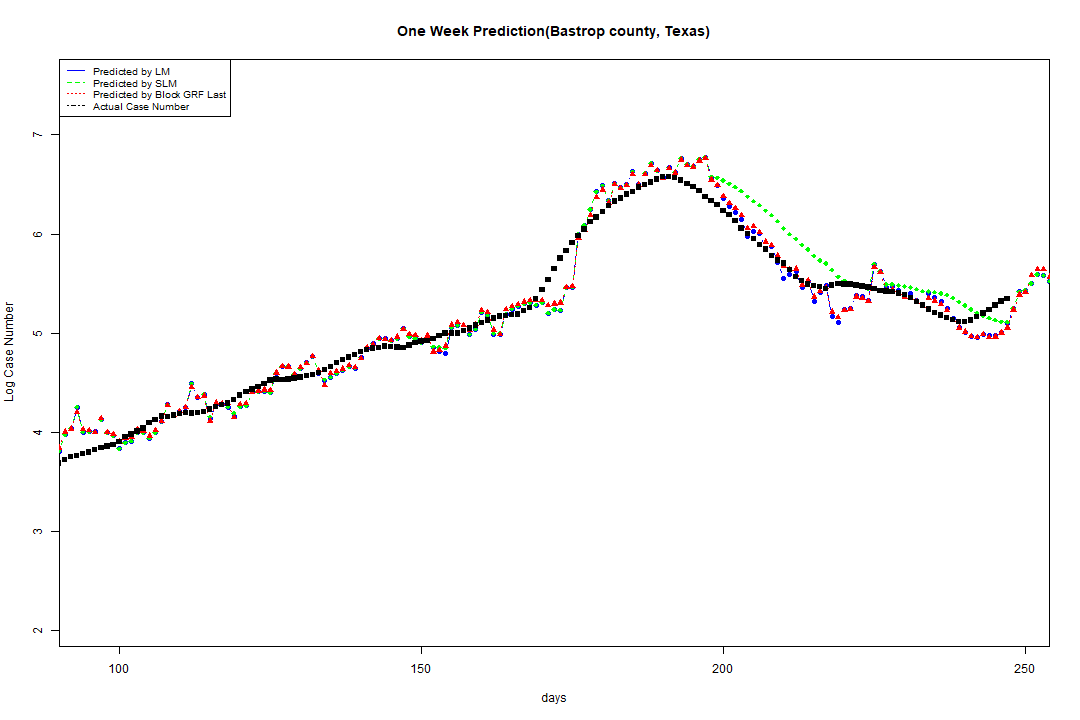 One Week Prediction(Bastrop county, Texas)
Predicted by LM
Predicted by SLM
Predicted by Block GRF Last
Actual Case Number
Log Case Number
7
6
5
4
3
2
100 150 200 250
days